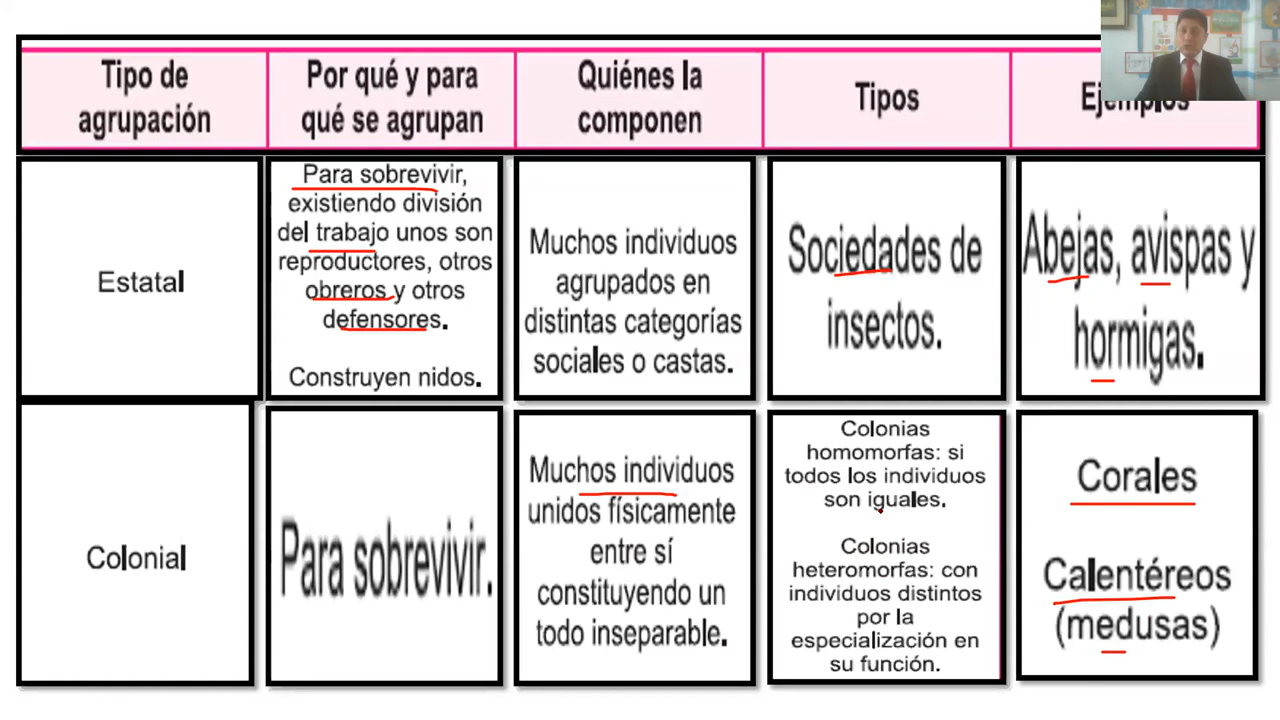 Tipo de
agrupación
Por qué y para
qué se agrupan
Quiénes la
componen
Tipos
Ejemplos
Estatal
Para sobrevivir,
existiendo división
del trabajo unos son
reproductores, otros
obreros y otros
defensores.
Construyen nidos.
Muchos individuos
agrupados en
distintas categorías
sociales o castas.
Sociedades de
insectos.
Abejas, avispas y
hormigas.
Colonial
Para sobrevivir.
Muchos individuos
unidos físicamente
entre sí
constituyendo un
todo inseparable.
Colonias
homomorfas: si
todos los individuos
son iguales.
Colonias
heteromorfas: con
individuos distintos
por la
especialización en
su función.
Corales
Calentéreos
(medusas)